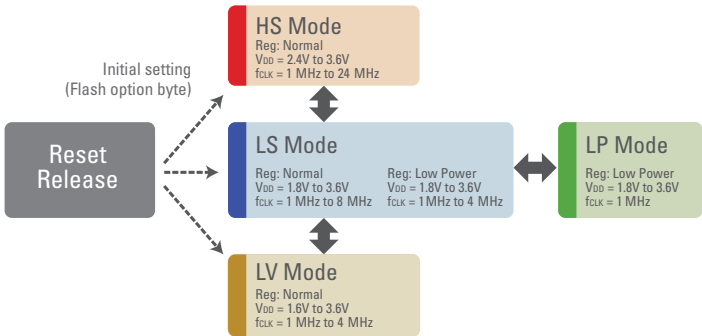 HS Mode
Reg: Normal
VDD = 2.4V to 3.6V
fCLK = 1 MHz to 24 MHz
Initial setting
(Flash option byte)
Reset
Release
LS Mode
Reg: Normal
VDD = 1.8V to 3.6V
fCLK = 1 MHz to 8 MHz
Reg: Low Power
VDD = 1.8V to 3.6V
fCLK = 1MHz to 4 MHz
LP Mode
Reg: Low Power
VDD = 1.8V to 3.6V
fCLK = 1 MHz
LV Mode
Reg: Normal
VDD = 1.6V to 3.6V
fCLK = 1 MHz to 4 MHz